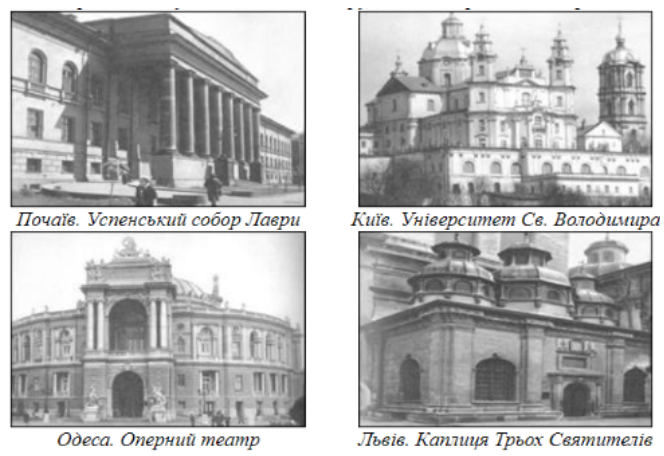 Почаїв. Успенський собор Лаври
Київ. Університет Св. Володимира
Одеса. Оперний театр
Львів. Каплиця Трьох Святителів